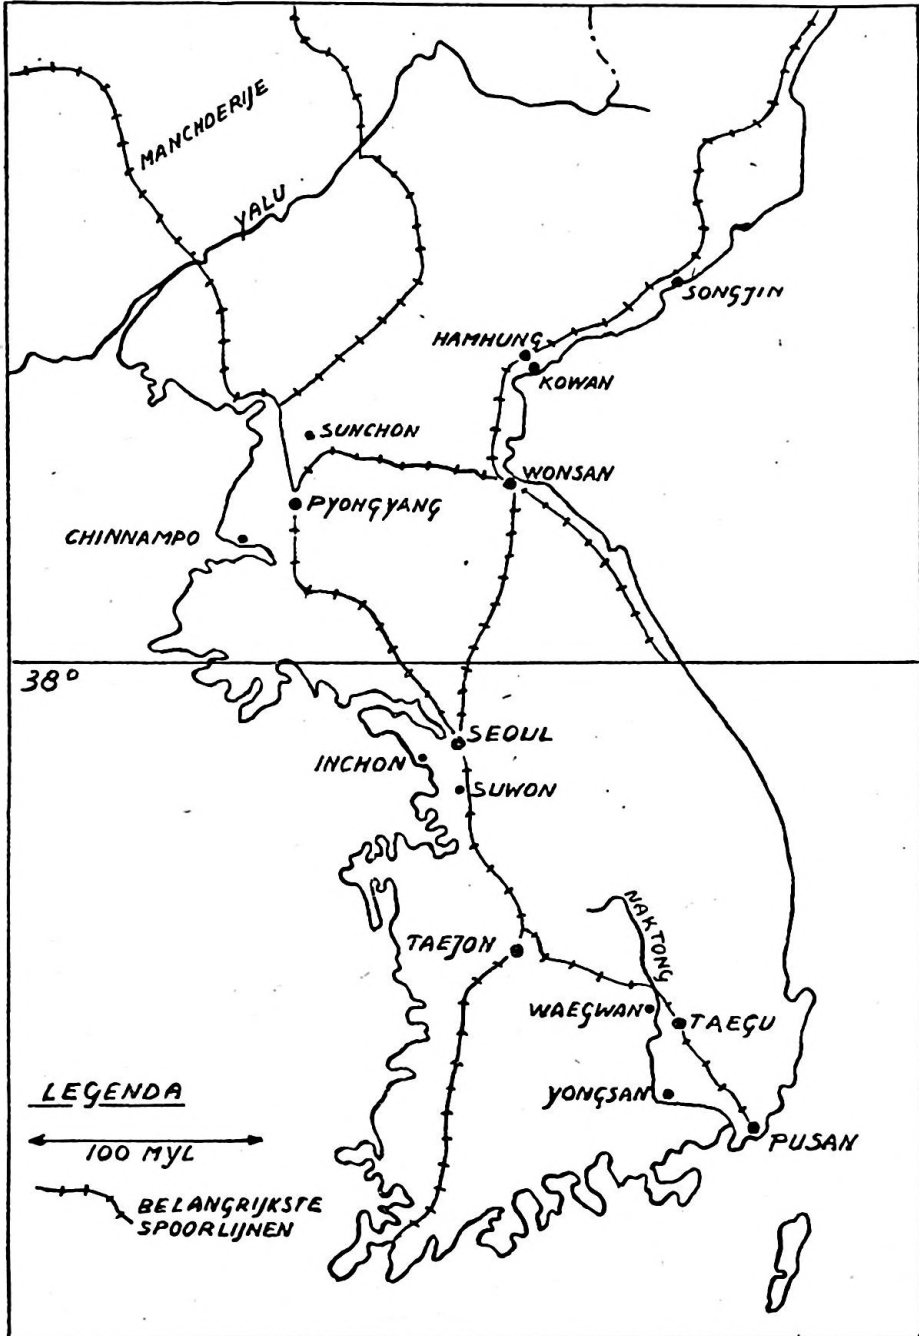 MANCHOERIJE
YALU
SONGJIN
HAMHUNG
KOWAN
SUNCHON
WONSAN
PYONGYANG
CHINNAMPO
38°
SEOUL
INCHON
SUWON
NAKTONG
TAEJON
WAEGWAN
TAEGU
LEGENDA
YONGSAN
100 MYL
PUSAN
BELANGRIJKSTE
SPOORLIJNEN